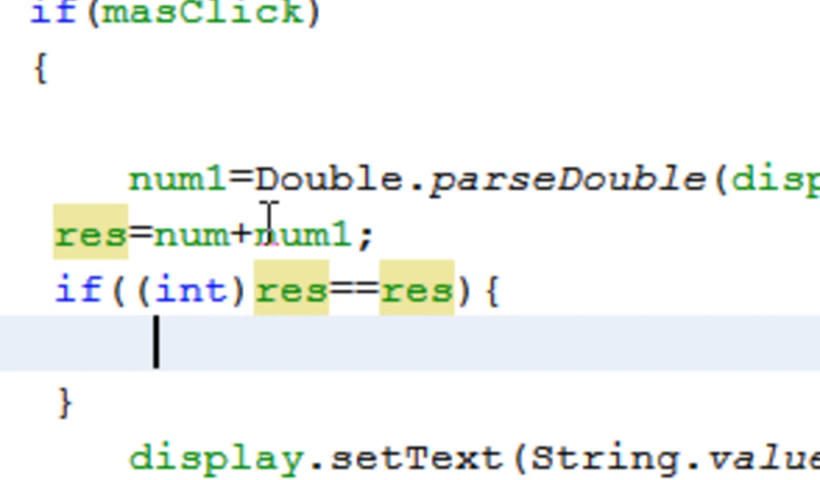 if(masClick)
{
num1=Double.parseDouble(disp
res=num+num1;
if((int)res==res){
}
display.setText(String.value